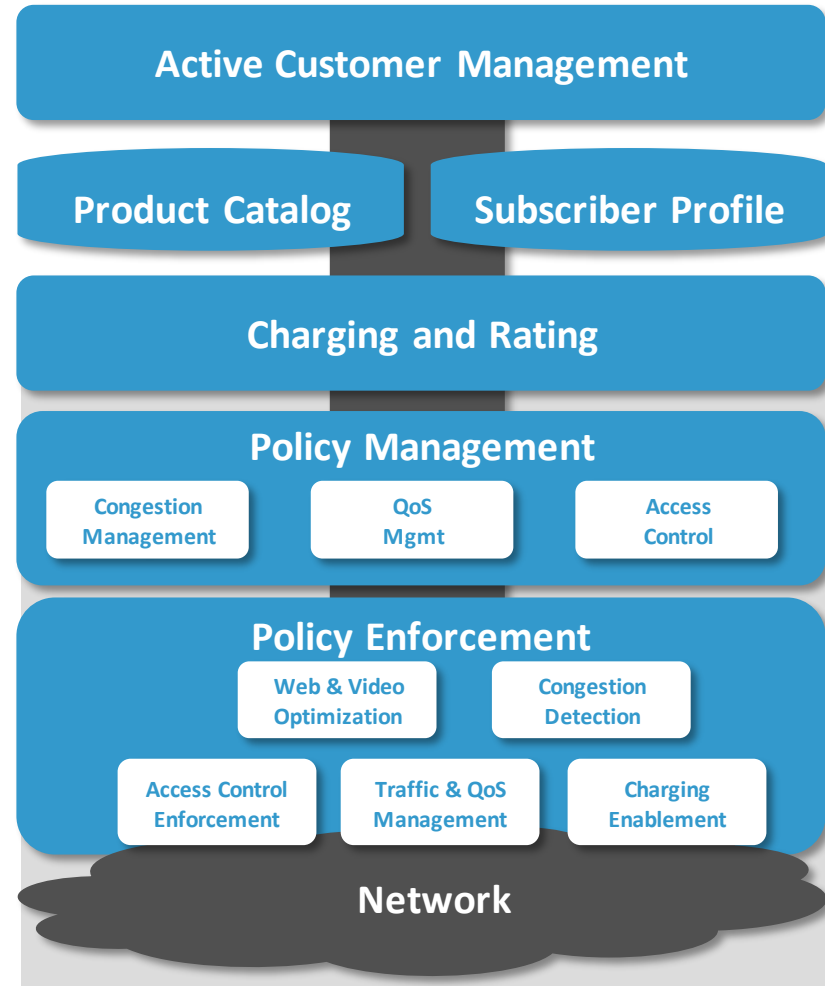 Active Customer Management
Product Catalog
Subscriber Profile
Charging and Rating
Policy Management
Congestion
Management
QoS
Mgmt
Access
Control
Policy Enforcement
Web & Video
Optimization
Congestion
Detection
Access Control
Enforcement
Traffic & QoS
Management
Charging
Enablement
Network